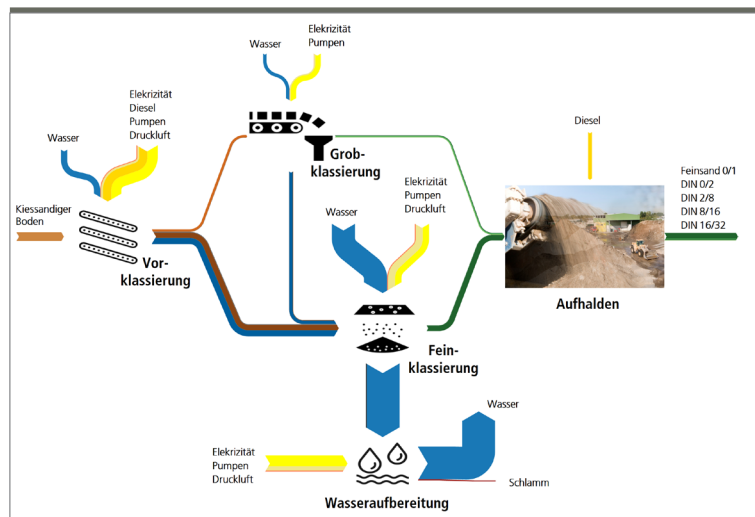 Wasser
Elekrizität
Pumpen
Grob-
klassierung
Wasser
Elekrizität
Diesel
Pumpen
Druckluft
Kiessandiger
Boden
Vor-
klassierung
Wasser
Elekrizität
Pumpen
Druckluft
Fein-
klassierung
Diesel
Aufhalden
Feinsand 0/1
DIN 0/2
DIN 2/8
DIN 8/16
DIN 16/32
Elekrizität
Pumpen
Druckluft
Wasseraufbereitung
Wasser
Schlamm